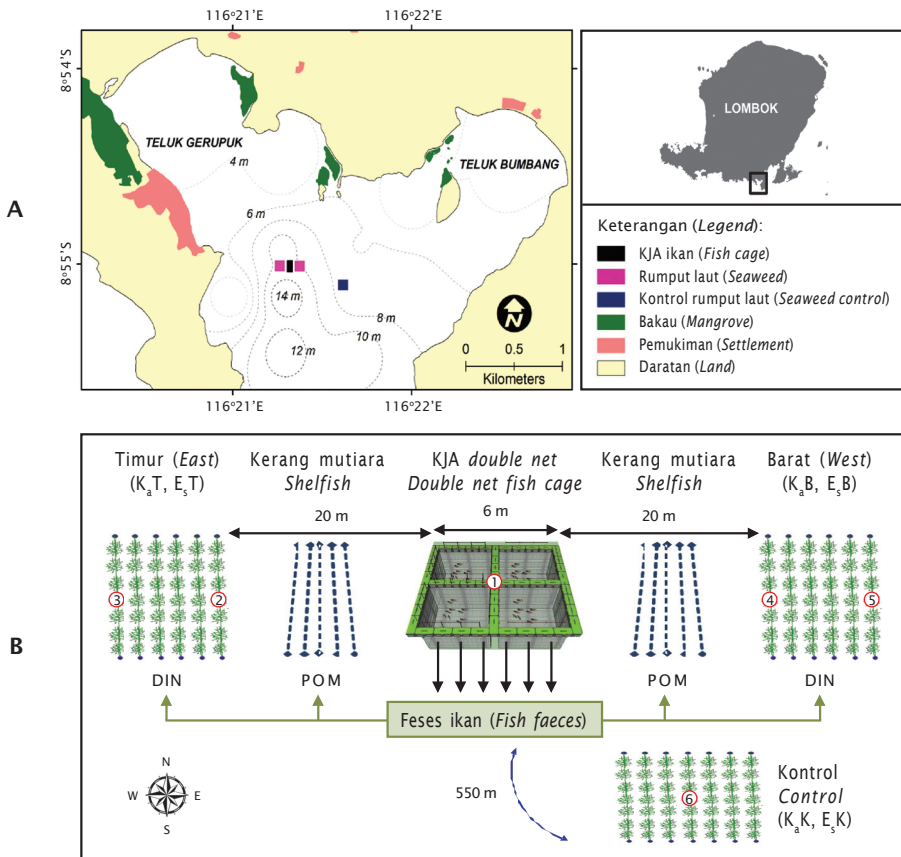 116°21'E
116°22'E
8°54'S
8°55'S
TELUK GERUPUK
4 m
TELUK BUMBANG
6 m
14 m
8 m
10 m
12 m
N
0 0.5 1
Kilometers
116°21'E
116°22'E
A
LOMBOK
Keterangan (Legend):
KJA ikan (Fish cage)
Rumput laut (Seaweed)
Kontrol rumput laut (Seaweed control)
Bakau (Mangrove)
Pemukiman (Settlement)
Daratan (Land)
B
Timur (East)
(KaT, EsT)
Kerang mutiara
Shelfish
KJA double net
Double net fish cage
Kerang mutiara
Shelfish
Barat (West)
(KaB, EsB)
20 m
6 m
20 m
3
2
1
4
5
DIN
POM
POM
DIN
Feses ikan (Fish faeces)
550 m
6
Kontrol
Control
(KaK, EsK)
N
W E
S